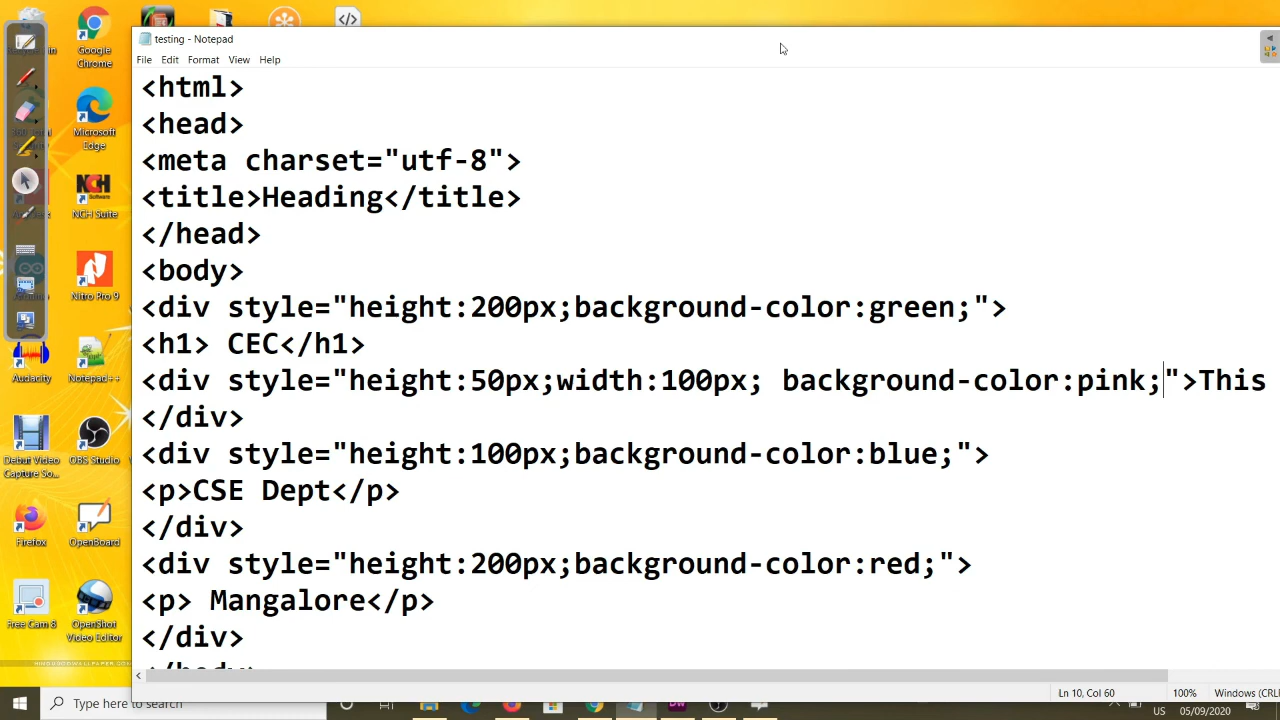 testing - Notepad
File Edit Format View Help
<html>
<head>
<meta charset="utf-8">
<title>Heading</title>
</head>
<body>
<div style="height:200px;background-color:green;">
<h1> CEC</h1>
<div style="height:50px;width:100px; background-color:pink;">This
</div>
<div style="height:100px;background-color:blue;">
<p>CSE Dept</p>
</div>
<div style="height:200px;background-color:red;">
<p> Mangalore</p>
</div>
</body>
Ln 10, Col 60 100% Windows (CRL
Google Chrome
Microsoft Edge
NCH Suite
Nitro Pro 9
Audacity
Notepad++
Debut Video Capture So...
OBS Studio
Firefox
OpenBoard
Free Cam 8
OpenShot Video Editor
Type here to search
US 05/09/2020